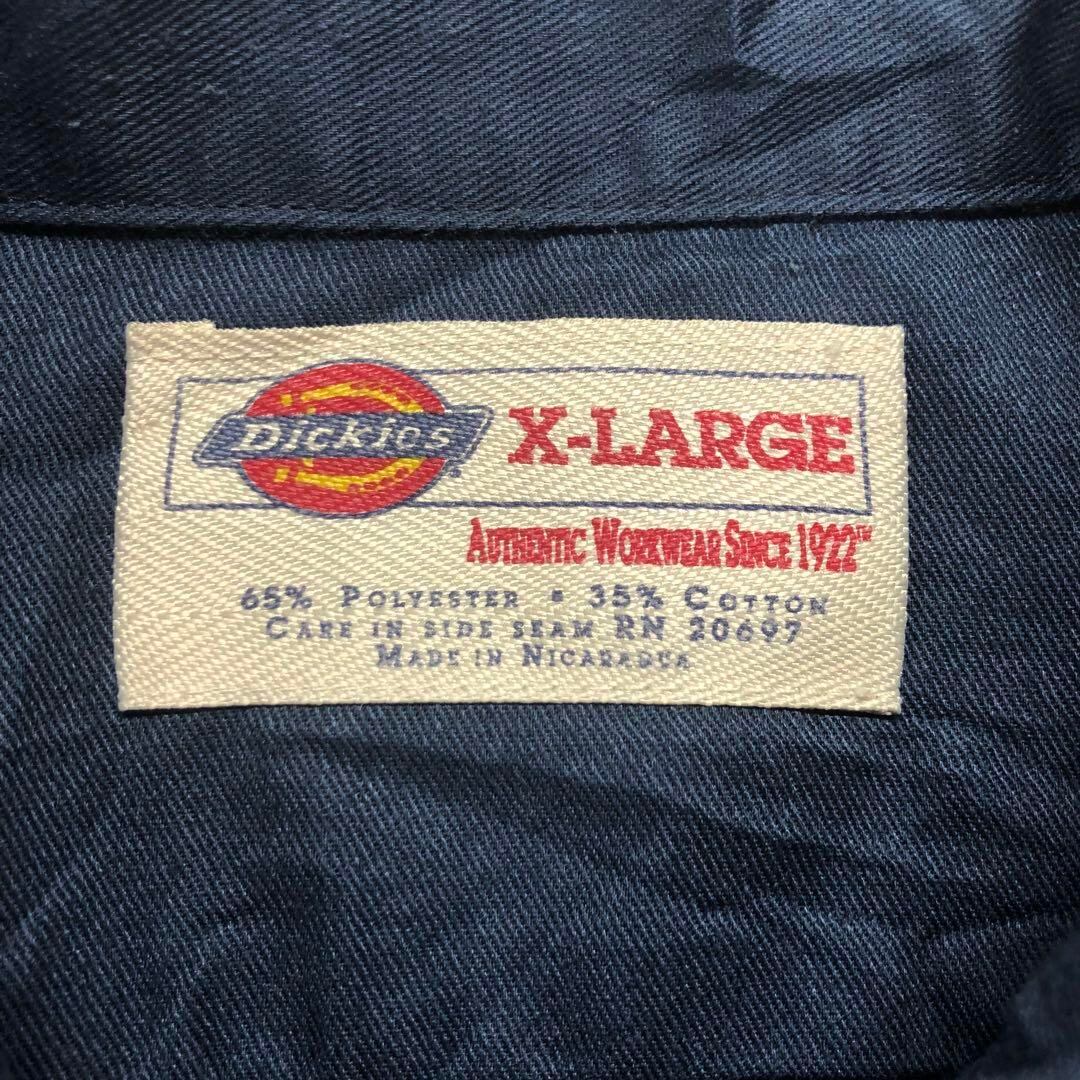 Dickies
X-LARGE
AUTHENTIC WORKWEAR SINCE 1922™
65% POLYESTER • 35% COTTON
CARE IN SIDE SEAM RN 20697
MADE IN NICARAGUA